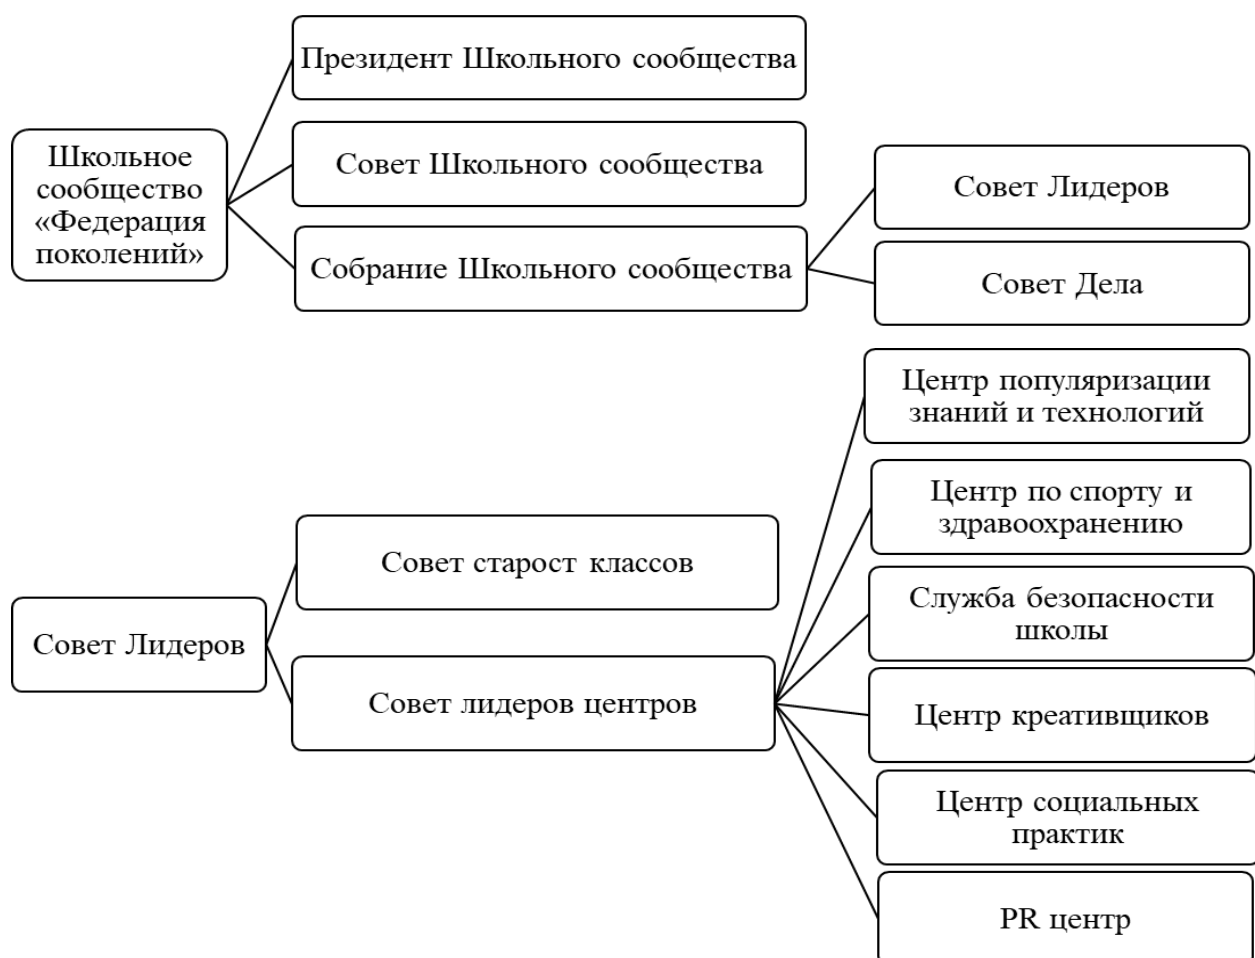 Президент Школьного сообщества
Школьное
сообщество
«Федерация
поколений»
Совет Школьного сообщества
Собрание Школьного сообщества
Совет Лидеров
Совет Дела
Центр популяризации
знаний и технологий
Центр по спорту и
здравоохранению
Совет старост классов
Служба безопасности
школы
Совет Лидеров
Совет лидеров центров
Центр креативщиков
Центр социальных
практик
PR центр